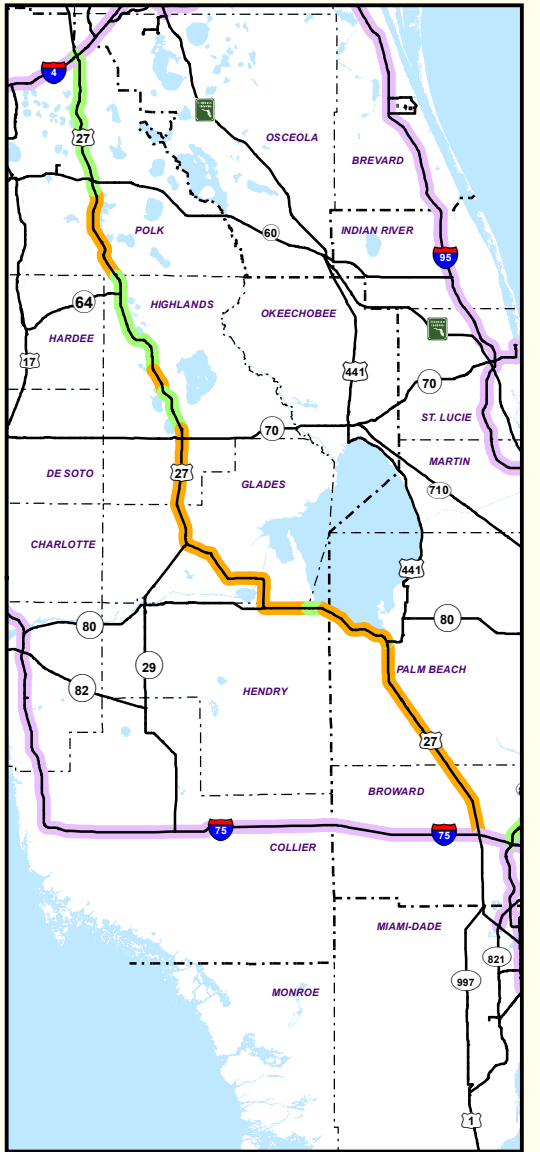 4
27
OSCEOLA
BREVARD
POLK
60
INDIAN RIVER
95
64
HIGHLANDS
OKEECHOBEE
HARDEE
17
441
70
ST. LUCIE
70
MARTIN
DE SOTO
27
GLADES
710
CHARLOTTE
441
80
80
29
PALM BEACH
82
HENDRY
27
BROWARD
75
75
COLLIER
MIAMI-DADE
821
997
MONROE
1